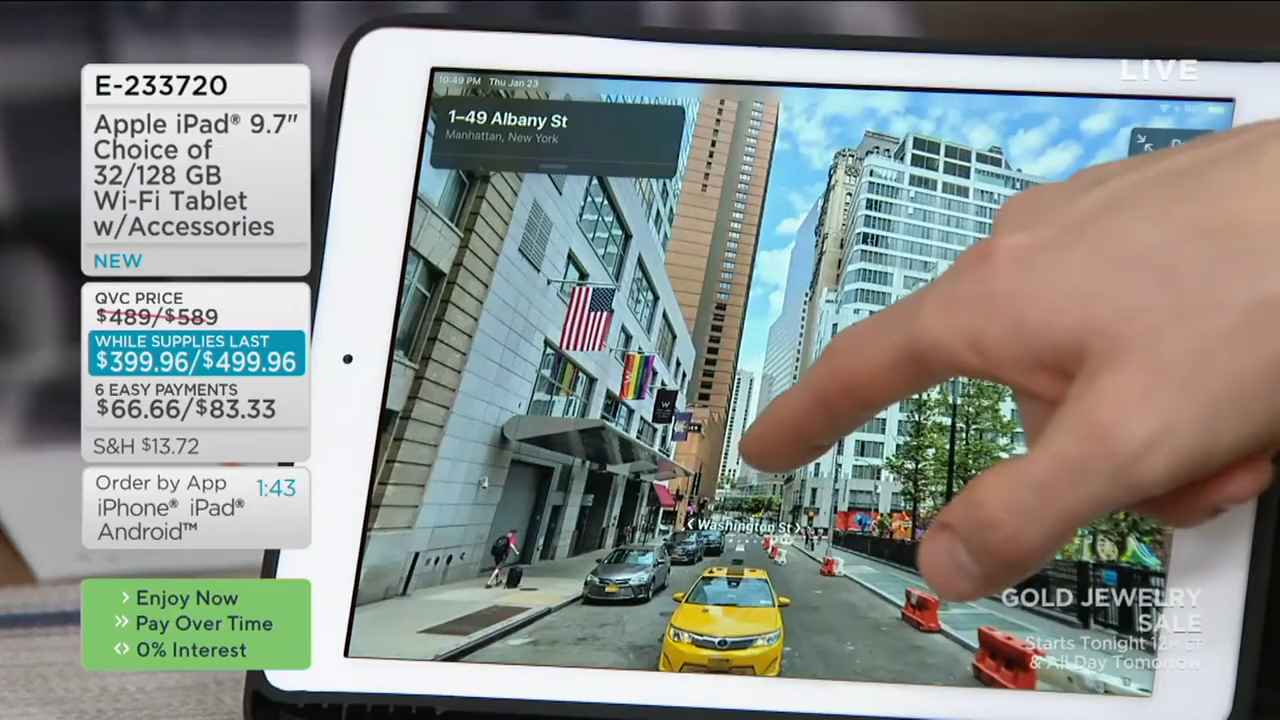 E-233720
Apple iPad® 9.7"
Choice of
32/128 GB
Wi-Fi Tablet
w/Accessories
NEW
QVC PRICE
$489/$589
WHILE SUPPLIES LAST
$399.96/$499.96
6 EASY PAYMENTS
$66.66/$83.33
S&H $13.72
Order by App 1:43
iPhone® iPad®
Android™
› Enjoy Now
›› Pay Over Time
‹› 0% Interest
10:49 PM Thu Jan 23
1–49 Albany St
Manhattan, New York
‹ Washington St ›
W
W
LIVE
GOLD JEWELRY
SALE
Starts Tonight 12M ET
& All Day Tomorrow